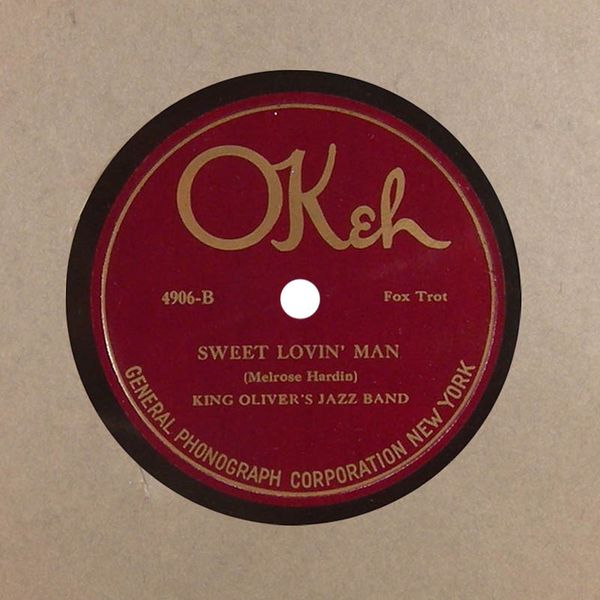 OKeh
4906-B
Fox Trot
SWEET LOVIN' MAN
(Melrose Hardin)
KING OLIVER'S JAZZ BAND
GENERAL PHONOGRAPH CORPORATION NEW YORK